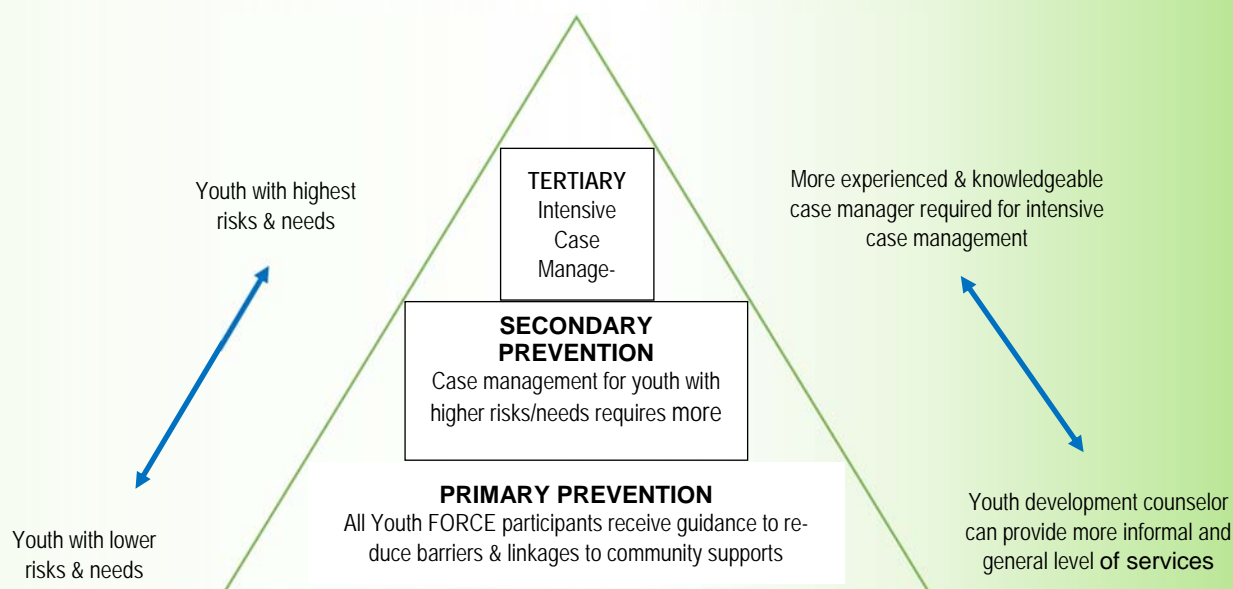 Youth with highest
risks & needs
TERTIARY
Intensive
Case
Manage-
More experienced & knowledgeable
case manager required for intensive
case management
SECONDARY
PREVENTION
Case management for youth with
higher risks/needs requires more
PRIMARY PREVENTION
All Youth FORCE participants receive guidance to re-
duce barriers & linkages to community supports
Youth with lower
risks & needs
Youth development counselor
can provide more informal and
general level of services